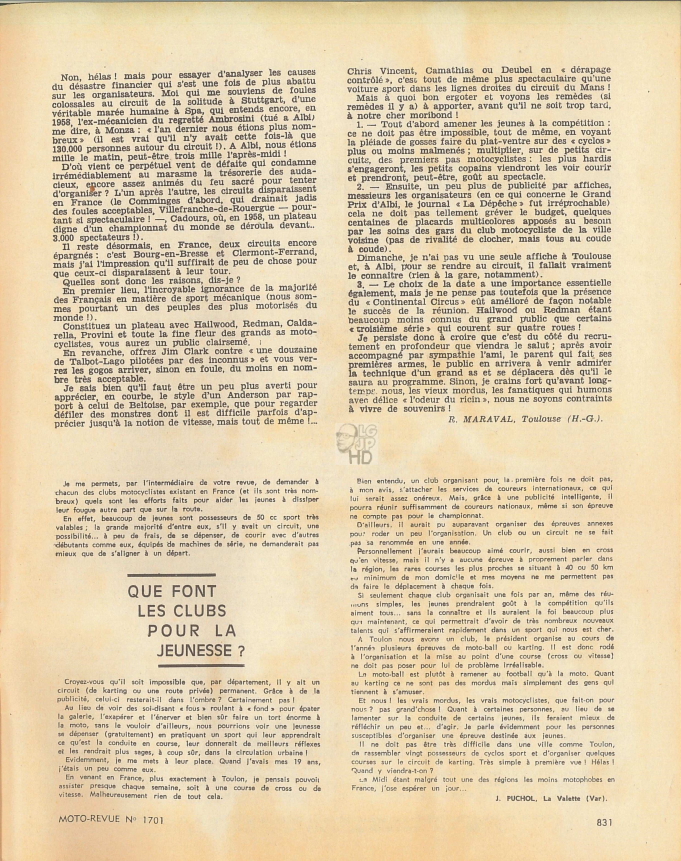 Non, hélas ! mais pour essayer d'analyser les causes
du désastre financier qui s'est une fois de plus abattu
sur les organisateurs. Moi qui me souviens de foules
colossales au circuit de la solitude à Stuttgart, d'une
véritable marée humaine à Spa, qui entends encore, en
1958, l'ex-mécanicien du regretté Ambrosini (tué à Albi)
me dire, à Monza : « l'an dernier nous étions plus nom-
breux » (il est vrai qu'il n'y avait cette fois-là que
130.000 personnes autour du circuit !). A Albi, nous étions
mille le matin, peut-être trois mille l'après-midi !
D'où vient ce perpétuel vent de défaite qui condamne
irrémédiablement au marasme la trésorerie des auda-
cieux, encore assez animés du feu sacré pour tenter
d'organiser ? L'un après l'autre, les circuits disparaissent
en France (le Comminges d'abord, qui drainait jadis
des foules acceptables, Villefranche-de-Rouergue — pour-
tant si spectaculaire ! —, Cadours, où, en 1958, un plateau
digne d'un championnat du monde se déroula devant...
3.000 spectateurs !).
Il reste désormais, en France, deux circuits encore
épargnés : c'est Bourg-en-Bresse et Clermont-Ferrand,
mais j'ai l'impression qu'il suffirait de peu de chose pour
que ceux-ci disparaissent à leur tour.
Quelles sont donc les raisons, dis-je ?
En premier lieu, l'incroyable ignorance de la majorité
des Français en matière de sport mécanique (nous som-
mes pourtant un des peuples des plus motorisés du
monde !).
Constituez un plateau avec Hailwood, Redman, Calda-
rella, Provini et toute la fine fleur des grands as moto-
cyclistes, vous aurez un public clairsemé.
En revanche, offrez Jim Clark contre « une douzaine
de Talbot-Lago pilotées par des inconnus » et vous ver-
rez les gogos arriver, sinon en foule, du moins en nom-
bre très acceptable.
Je sais bien qu'il faut être un peu plus averti pour
apprécier, en courbe, le style d'un Anderson par rap-
port à celui de Beltoise, par exemple, que pour regarder
défiler des monstres dont il est difficile parfois d'ap-
précier jusqu'à la notion de vitesse, mais tout de même !...
Chris Vincent, Camathias ou Deubel en « dérapage
contrôlé », c'est tout de même plus spectaculaire qu'une
voiture sport dans les lignes droites du circuit du Mans !
Mais à quoi bon ergoter et voyons les remèdes (si
remèdes il y a) à apporter, avant qu'il ne soit trop tard,
à notre cher moribond !
1. — Tout d'abord amener les jeunes à la compétition :
ce ne doit pas être impossible, tout de même, en voyant
la pléiade de gosses faire du plat-ventre sur des « cyclos »
plus ou moins malmenés ; multiplier, sur de petits cir-
cuits, des premiers pas motocyclistes : les plus hardis
s'engageront, les petits copains viendront les voir courir
et prendront, peut-être, goût au spectacle.
2. — Ensuite, un peu plus de publicité par affiches,
messieurs les organisateurs (en ce qui concerne le Grand
Prix d'Albi, le journal « La Dépêche » fut irréprochable)
cela ne doit pas tellement gréver le budget, quelques
centaines de placards multicolores apposés au besoin
par les soins des gars du club motocycliste de la ville
voisine (pas de rivalité de clocher, mais tous au coude
à coude).
Dimanche, je n'ai pas vu une seule affiche à Toulouse
et, à Albi, pour se rendre au circuit, il fallait vraiment
le connaître (rien à la gare, notamment).
3. — Le choix de la date a une importance essentielle
également, mais je ne pense pas toutefois que la présence
du « Continental Circus » eût amélioré de façon notable
le succès de la réunion. Hailwood ou Redman étant
beaucoup moins connus du grand public que certains
« troisième série » qui courent sur quatre roues !
Je persiste donc à croire que c'est du côté du recru-
tement en profondeur que viendra le salut ; après avoir
accompagné par sympathie l'ami, le parent qui fait ses
premières armes, le public en arrivera à venir admirer
la technique d'un grand as et se déplacera dès qu'il le
saura au programme. Sinon, je crains fort qu'avant long-
temps nous, les vieux mordus, les fanatiques qui humons
avec délice « l'odeur du ricin », nous ne soyons contraints
à vivre de souvenirs !
R. MARAVAL, Toulouse (H.-G.).
LG
JP
HD
Je me permets, par l'intermédiaire de votre revue, de demander à
chacun des clubs motocyclistes existant en France (et ils sont très nom-
breux) quels sont les efforts faits pour aider les jeunes à dissiper
leur fougue autre part que sur la route.
En effet, beaucoup de jeunes sont possesseurs de 50 cc sport très
valables ; la grande majorité d'entre eux, s'il y avait un circuit, une
possibilité... à peu de frais, de se dépenser, de courir avec d'autres
débutants comme eux, équipés de machines de série, ne demanderait pas
mieux que de s'aligner à un départ.
QUE FONT
LES CLUBS
POUR LA
JEUNESSE ?
Croyez-vous qu'il soit impossible que, par département, il y ait un
circuit (de karting ou une route privée) permanent. Grâce à de la
publicité, celui-ci resterait-il dans l'ombre ? Certainement pas !
Au lieu de voir des soi-disant « fous » roulant à « fond » pour épater
la galerie, l'exaspérer et l'énerver et bien sûr faire un tort énorme à
la moto, sans le vouloir d'ailleurs, nous pourrions voir une jeunesse
se dépenser (gratuitement) en pratiquant un sport qui leur apprendrait
ce qu'est la conduite en course, leur donnerait de meilleurs réflexes
et les rendrait plus sages, à coup sûr, dans la circulation urbaine !
Evidemment, je me mets à leur place. Quand j'avais mes 19 ans,
j'étais un peu comme eux.
En venant en France, plus exactement à Toulon, je pensais pouvoir
assister presque chaque semaine, soit à une course de cross ou de
vitesse. Malheureusement rien de tout cela.
Bien entendu, un club organisant pour la première fois ne doit pas,
à mon avis, s'attacher les services de coureurs internationaux, ce qui
lui serait assez onéreux. Mais, grâce à une publicité intelligente, il
pourra réunir suffisamment de coureurs nationaux, même si son épreuve
ne compte pas pour le championnat.
D'ailleurs, il aurait pu auparavant organiser des épreuves annexes
pour roder un peu l'organisation. Un club ou un circuit ne se fait
pas sa renommée en une année.
Personnellement j'aurais beaucoup aimé courir, aussi bien en cross
qu'en vitesse, mais il n'y a aucune épreuve à proprement parler dans
la région, les rares courses les plus proches se situant à 40 ou 50 km
au minimum de mon domicile et mes moyens ne me permettent pas
de faire le déplacement à chaque fois.
Si seulement chaque club organisait une fois par an, même des réu-
nions simples, les jeunes prendraient goût à la compétition qu'ils
aiment tous... sans la connaître et ils auraient la foi beaucoup plus
que maintenant, ce qui permettrait d'avoir de très nombreux nouveaux
talents qui s'affirmeraient rapidement dans un sport qui nous est cher.
A Toulon nous avons un club, le président organise au cours de
l'année plusieurs épreuves de moto-ball ou karting. Il est donc rodé
à l'organisation et la mise au point d'une course (cross ou vitesse)
ne doit pas poser pour lui de problème irréalisable.
La moto-ball est plutôt à ramener au football qu'à la moto. Quant
au karting ce ne sont pas des mordus mais simplement des gens qui
tiennent à s'amuser.
Et nous ! les vrais mordus, les vrais motocyclistes, que fait-on pour
nous ? pas grand'chose ! Quant à certaines personnes, au lieu de se
lamenter sur la conduite de certains jeunes, ils feraient mieux de
réfléchir un peu et... d'agir. Je parle évidemment pour les personnes
susceptibles d'organiser une épreuve destinée aux jeunes.
Il ne doit pas être très difficile dans une ville comme Toulon,
de rassembler vingt possesseurs de cyclos sport et d'organiser quelques
courses sur le circuit de karting. Très simple à première vue ! Hélas !
Quand y viendra-t-on ?
Le Midi étant malgré tout une des régions les moins motophobes en
France, j'ose espérer un jour...
J. PUCHOL, La Valette (Var).
MOTO-REVUE N° 1701
831